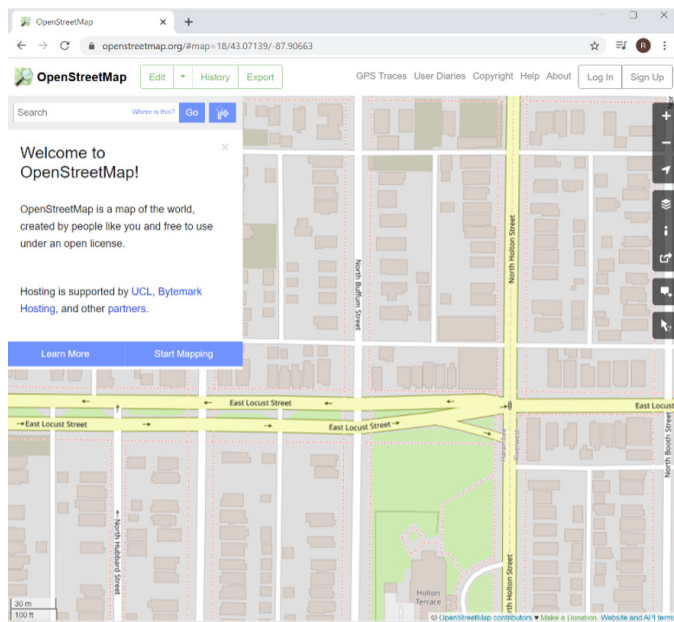 OpenStreetMap
openstreetmap.org/#map=18/43.07139/-87.90663
R
OpenStreetMap
Edit
History
Export
GPS Traces
User Diaries
Copyright
Help
About
Log In
Sign Up
Search
Where is this?
Go
Welcome to
OpenStreetMap!
OpenStreetMap is a map of the world,
created by people like you and free to use
under an open license.
Hosting is supported by UCL, Bytemark
Hosting, and other partners.
Learn More
Start Mapping
North Holton Street
North Buffum Street
East Locust Street
East Locust
East Locust Street
East Locust Street
North Booth Street
North Hubbard Street
Holton
Terrace
rth Holton Street
30 m
100 ft
© OpenStreetMap contributors ♥ Make a Donation. Website and API terms